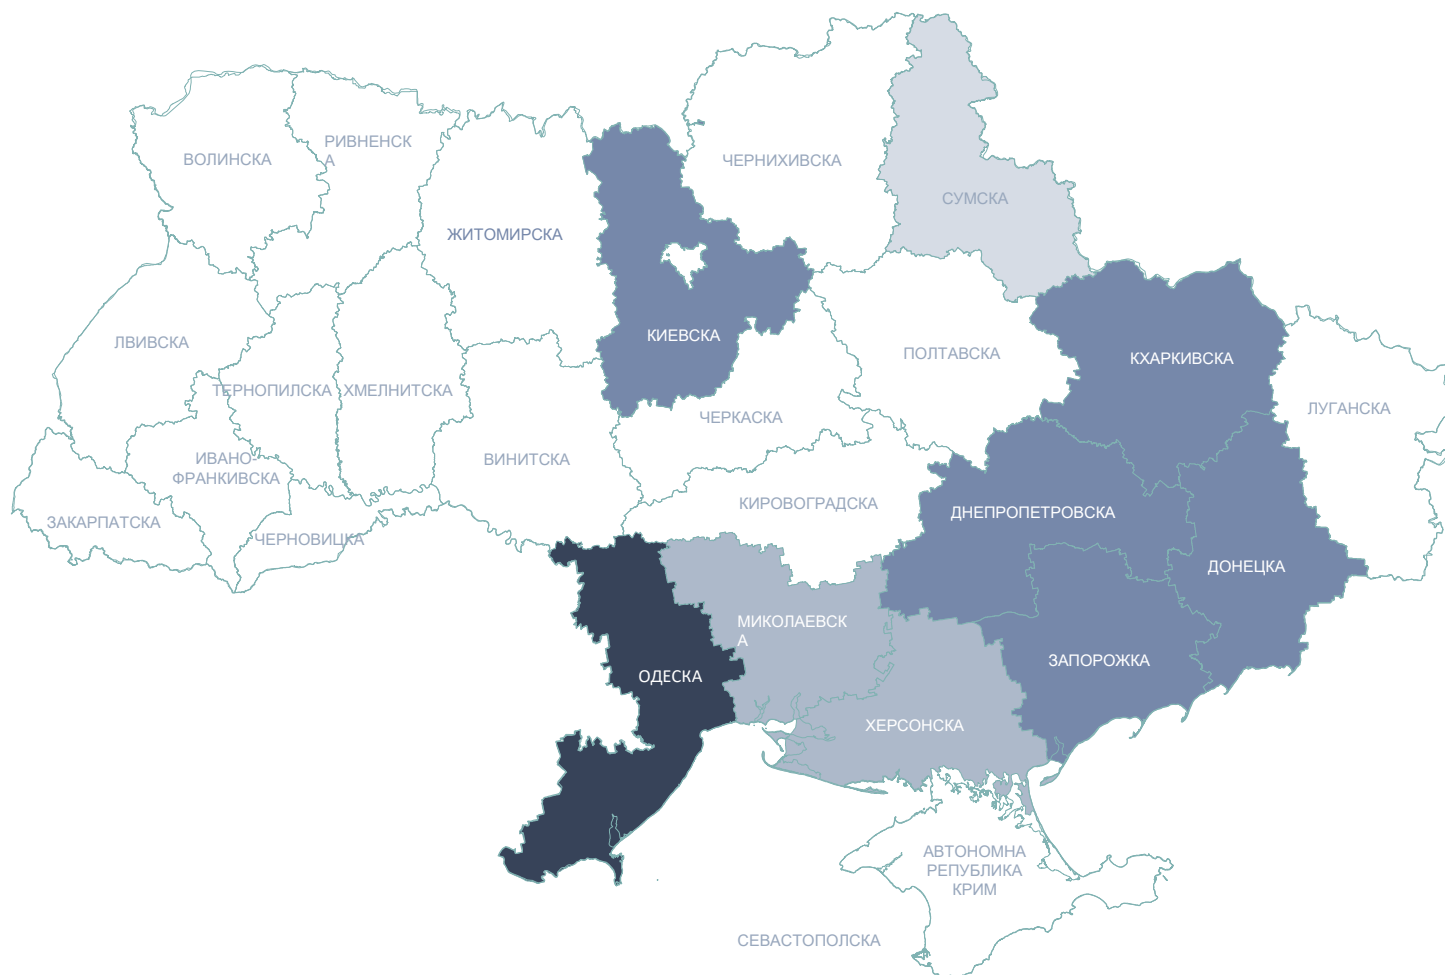 РИВНЕНСК
А
ВОЛИНСКА
ЧЕРНИХИВСКА
СУМСКА
ЖИТОМИРСКА
КИЕВСКА
ЛВИВСКА
ПОЛТАВСКА
КХАРКИВСКА
ТЕРНОПИЛСКА
ХМЕЛНИТСКА
ЧЕРКАСКА
ЛУГАНСКА
ИВАНО-
ФРАНКИВСКА
ВИНИТСКА
КИРОВОГРАДСКА
ДНЕПРОПЕТРОВСКА
ЗАКАРПАТСКА
ЧЕРНОВИЦКА
ДОНЕЦКА
МИКОЛАЕВСК
А
ЗАПОРОЖКА
ОДЕСКА
ХЕРСОНСКА
АВТОНОМНА
РЕПУБЛИКА
КРИМ
СЕВАСТОПОЛСКА